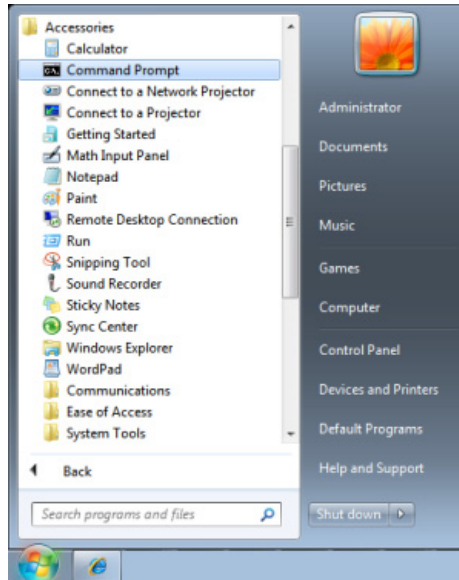 Accessories
Calculator
Command Prompt
Connect to a Network Projector
Connect to a Projector
Getting Started
Math Input Panel
Notepad
Paint
Remote Desktop Connection
Run
Snipping Tool
Sound Recorder
Sticky Notes
Sync Center
Windows Explorer
WordPad
Communications
Ease of Access
System Tools
Back
Search programs and files
Administrator
Documents
Pictures
Music
Games
Computer
Control Panel
Devices and Printers
Default Programs
Help and Support
Shut down